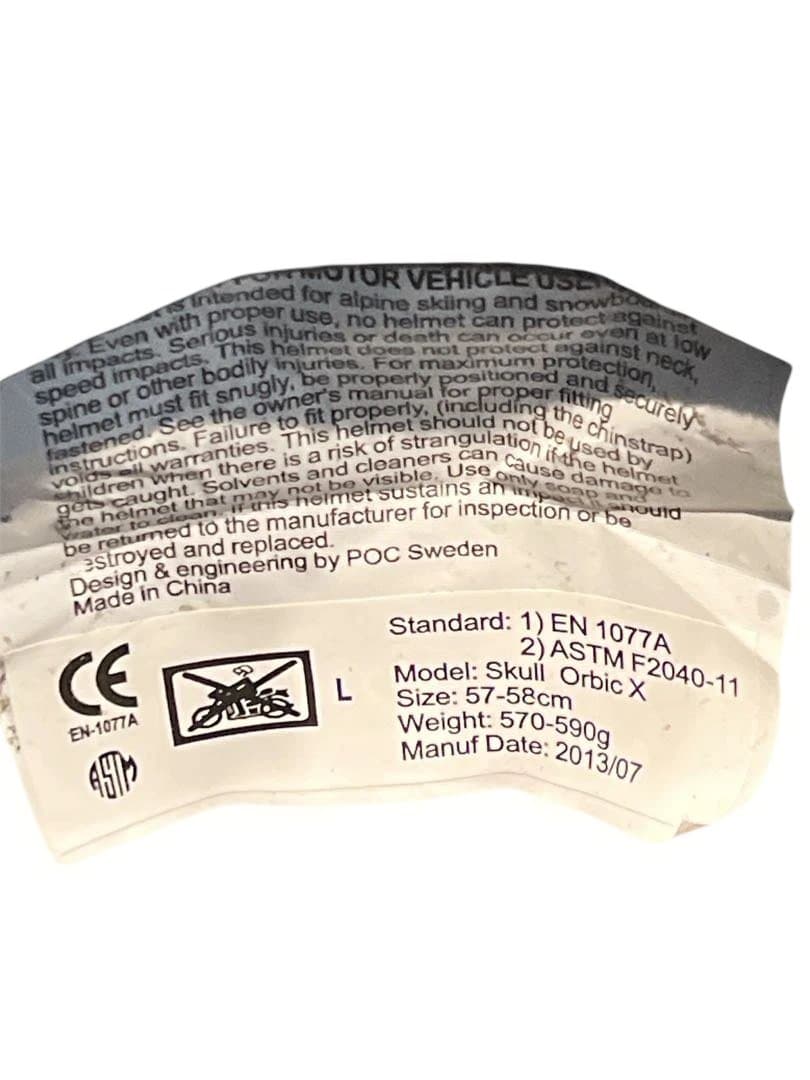 MOTOR VEHICLE USE
is intended for alpine skiing and
Even with proper use, no helmet can protect against
all impacts. Serious injuries or death can occur even at low
speed impacts. This helmet does not protect against neck,
spine or other bodily injuries. For maximum protection,
helmet must fit snugly, be properly positioned and securely
fastened. See the owner's manual for proper fitting
instructions. Failure to fit properly, (including the chinstrap)
voids all warranties. This helmet should not be used by
children when there is a risk of strangulation if the helmet
gets caught. Solvents and cleaners can cause damage to
the helmet that may not be visible. Use only soap and
water to clean. If this helmet sustains an impact it should
be returned to the manufacturer for inspection or be
estroyed and replaced.
Design & engineering by POC Sweden
Made in China
CE
EN-1077A
ASTM
L
Standard: 1) EN 1077A
2) ASTM F2040-11
Model: Skull Orbic X
Size: 57-58cm
Weight: 570-590g
Manuf Date: 2013/07